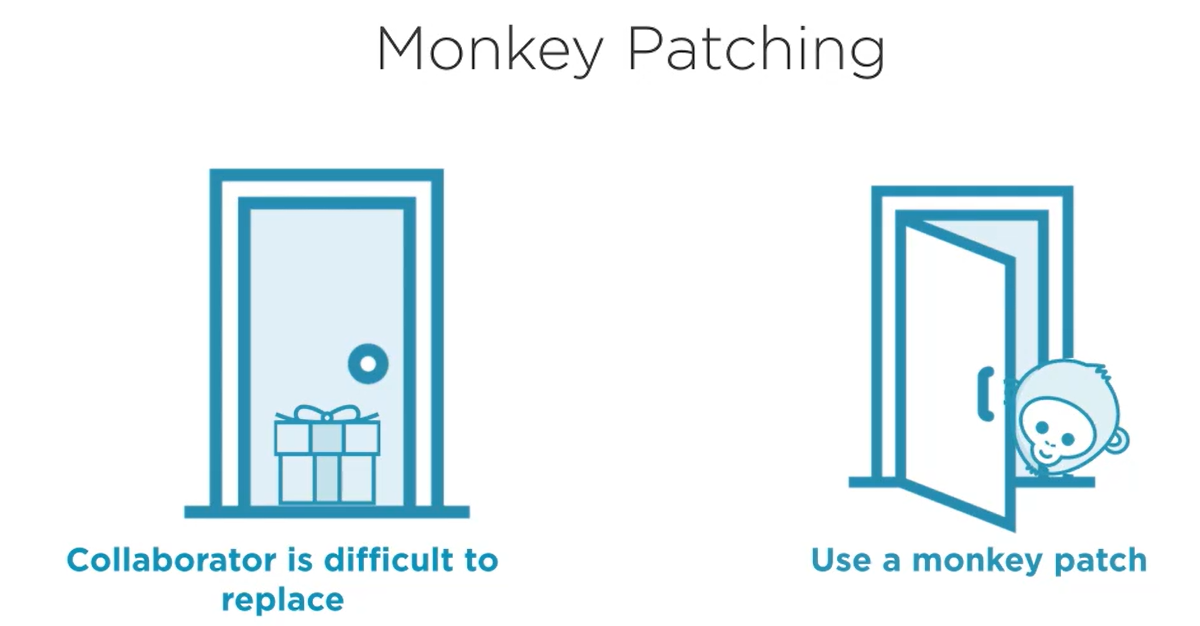 Monkey Patching
Collaborator is difficult to
replace
Use a monkey patch